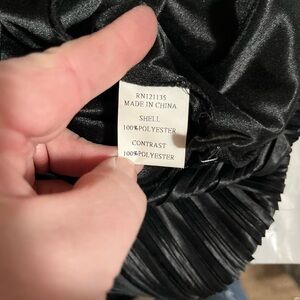 RN121135
MADE IN CHINA
SHELL
100%POLYESTER
CONTRAST
100%POLYESTER